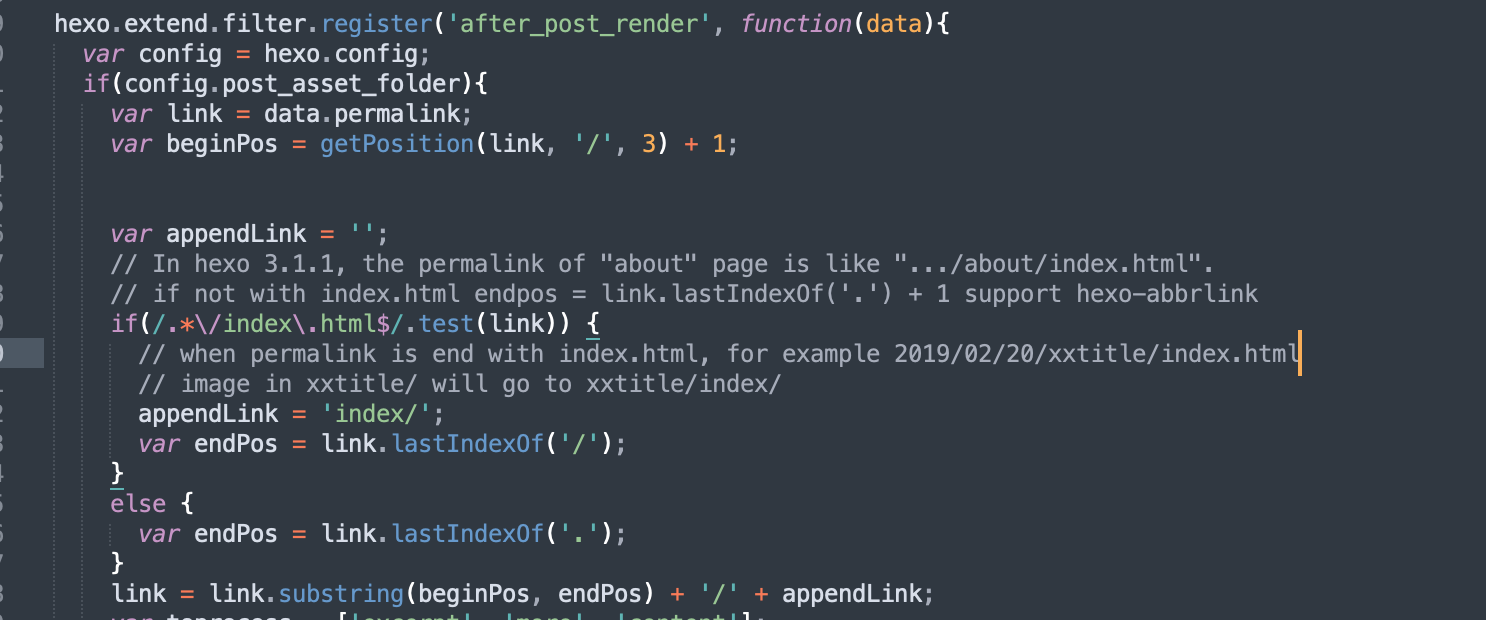 hexo.extend.filter.register('after_post_render', function(data){
var config = hexo.config;
if(config.post_asset_folder){
var link = data.permalink;
var beginPos = getPosition(link, '/', 3) + 1;
var appendLink = '';
// In hexo 3.1.1, the permalink of "about" page is like ".../about/index.html".
// if not with index.html endpos = link.lastIndexOf('.') + 1 support hexo-abbrlink
if(/.*\/index\.html$/.test(link)) {
// when permalink is end with index.html, for example 2019/02/20/xxtitle/index.html
// image in xxtitle/ will go to xxtitle/index/
appendLink = 'index/';
var endPos = link.lastIndexOf('/');
}
else {
var endPos = link.lastIndexOf('.');
}
link = link.substring(beginPos, endPos) + '/' + appendLink;